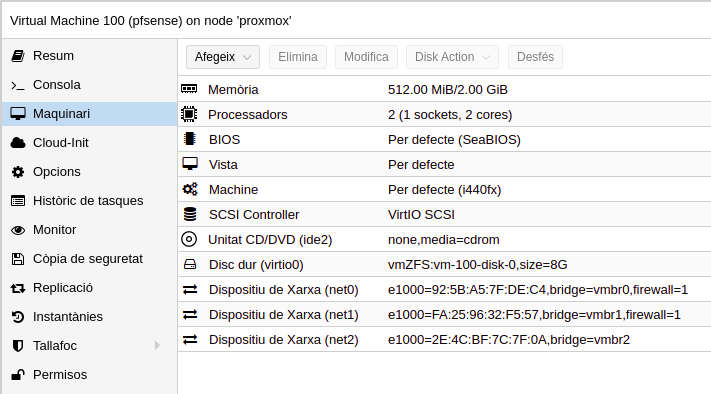 Virtual Machine 100 (pfsense) on node 'proxmox'
Resum
Consola
Maquinari
Cloud-Init
Opcions
Històric de tasques
Monitor
Còpia de seguretat
Replicació
Instantànies
Tallafoc
Permisos
Afegeix Elimina Modifica Disk Action Desfés
Memòria 512.00 MiB/2.00 GiB
Processadors 2 (1 sockets, 2 cores)
BIOS Per defecte (SeaBIOS)
Vista Per defecte
Machine Per defecte (i440fx)
SCSI Controller VirtIO SCSI
Unitat CD/DVD (ide2) none,media=cdrom
Disc dur (virtio0) vmZFS:vm-100-disk-0,size=8G
Dispositiu de Xarxa (net0) e1000=92:5B:A5:7F:DE:C4,bridge=vmbr0,firewall=1
Dispositiu de Xarxa (net1) e1000=FA:25:96:32:F5:57,bridge=vmbr1,firewall=1
Dispositiu de Xarxa (net2) e1000=2E:4C:BF:7C:7F:0A,bridge=vmbr2